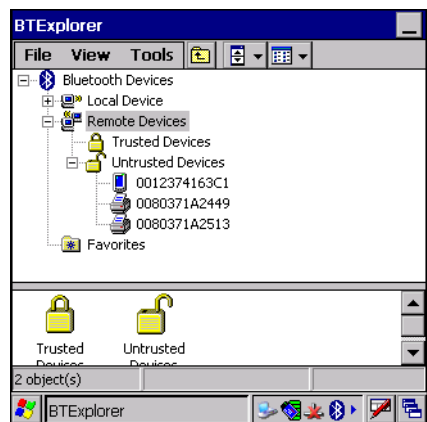 BTExplorer
File View Tools
Bluetooth Devices
Local Device
Remote Devices
Trusted Devices
Untrusted Devices
0012374163C1
0080371A2449
0080371A2513
Favorites
Trusted Untrusted
Devices Devices
2 object(s)
BTExplorer